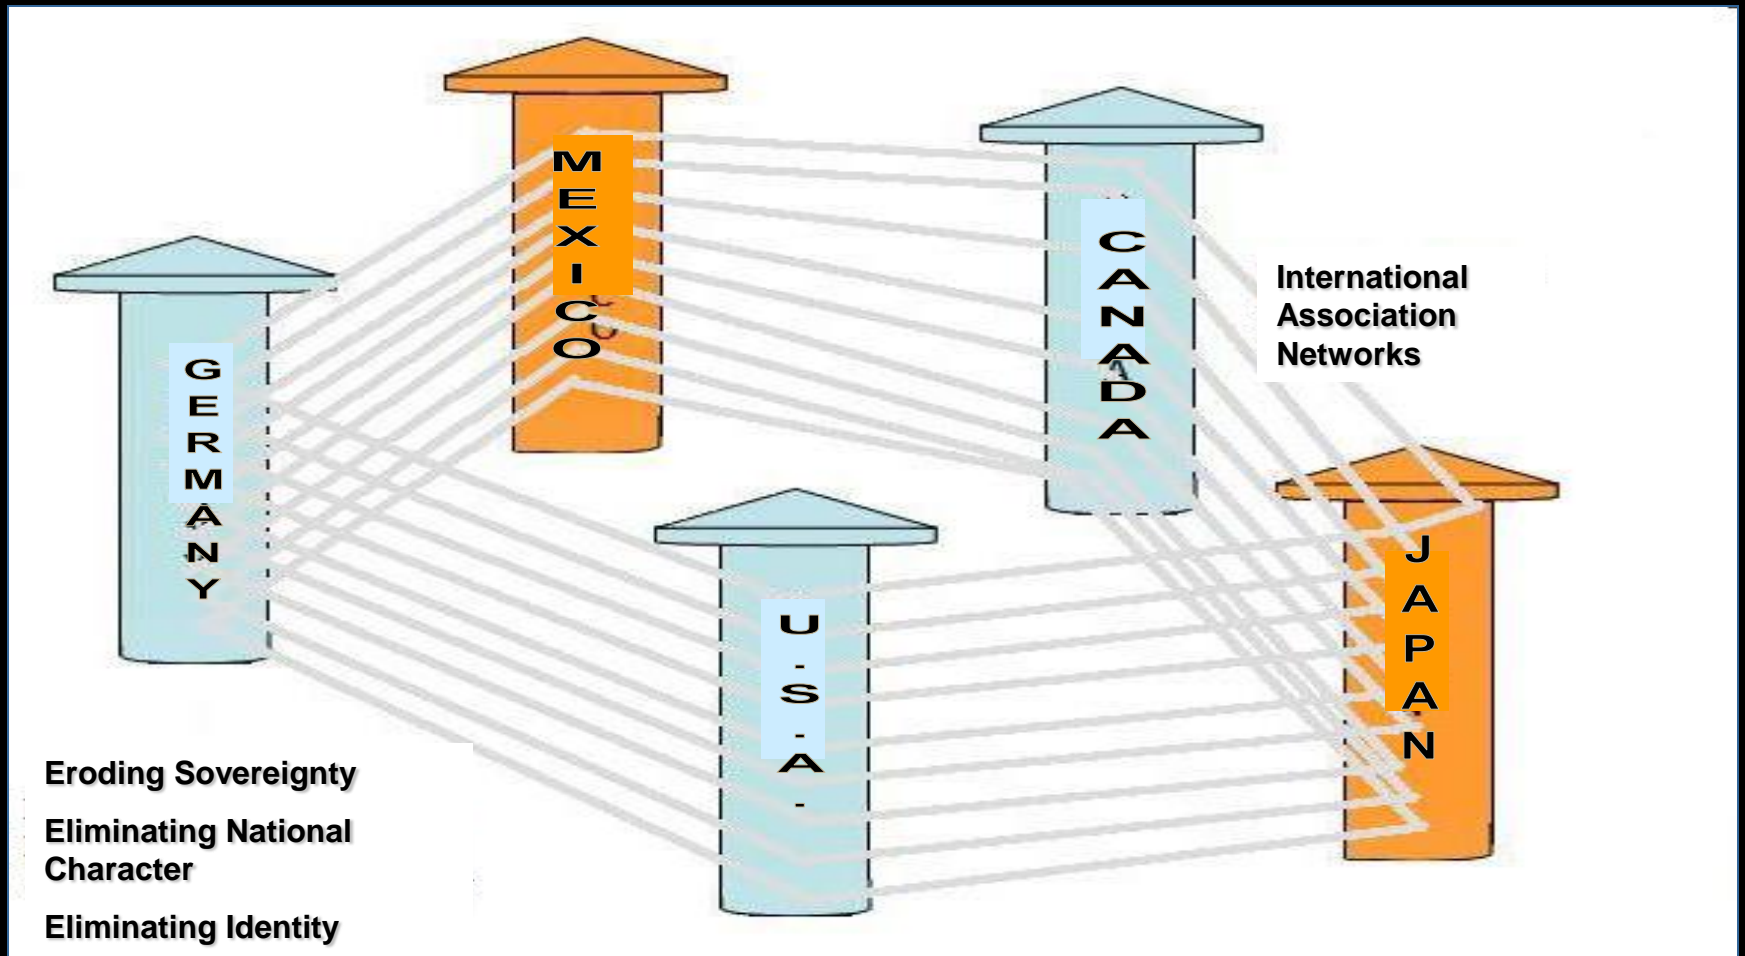 MEXICO
CANADA
GERMANY
U.S.A.
JAPAN
International
Association
Networks
Eroding Sovereignty
Eliminating National
Character
Eliminating Identity